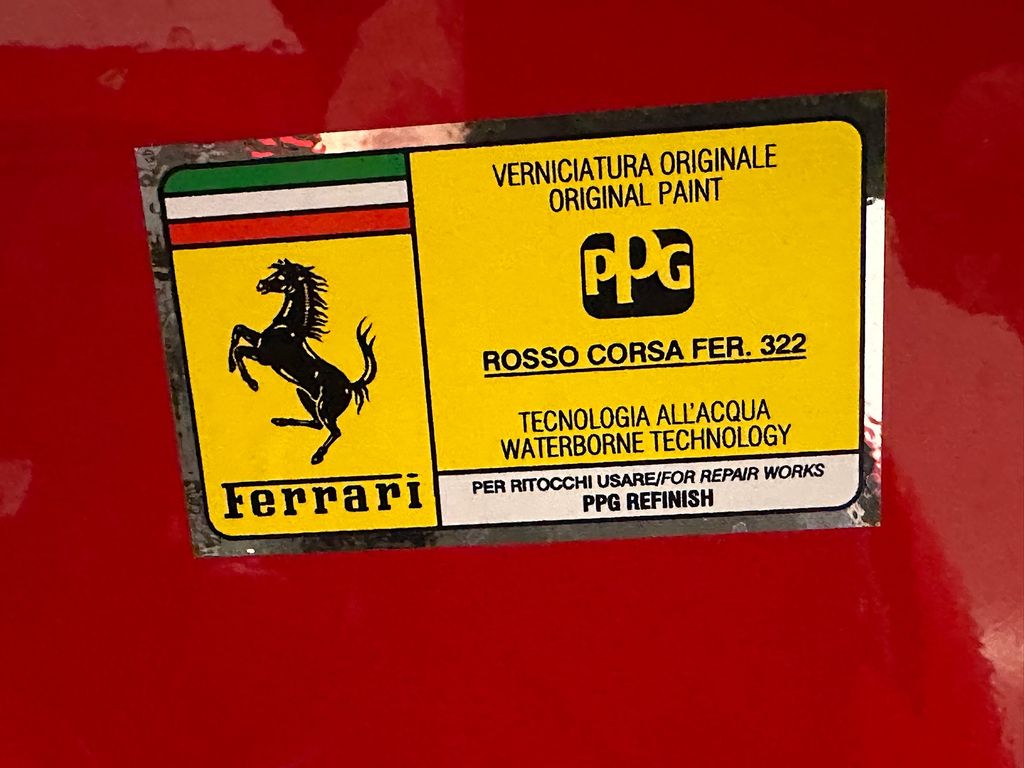 Ferrari
VERNICIATURA ORIGINALE
ORIGINAL PAINT
PPG
ROSSO CORSA FER. 322
TECNOLOGIA ALL'ACQUA
WATERBORNE TECHNOLOGY
PER RITOCCHI USARE/FOR REPAIR WORKS
PPG REFINISH